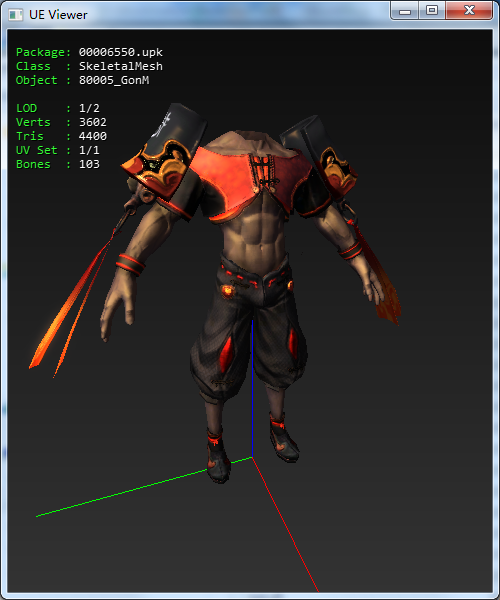 UE Viewer
Package: 00006550.upk
Class : SkeletalMesh
Object : 80005_GonM
LOD : 1/2
Verts : 3602
Tris : 4400
UV Set : 1/1
Bones : 103